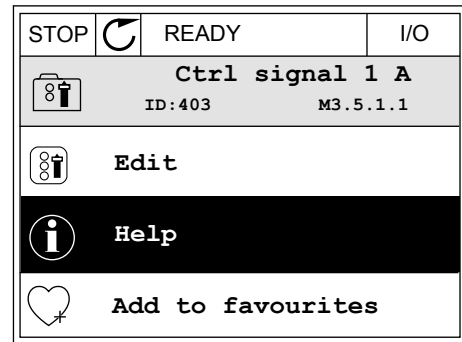 STOP READY I/O
Ctrl signal 1 A
ID:403 M3.5.1.1
Edit
Help
Add to favourites